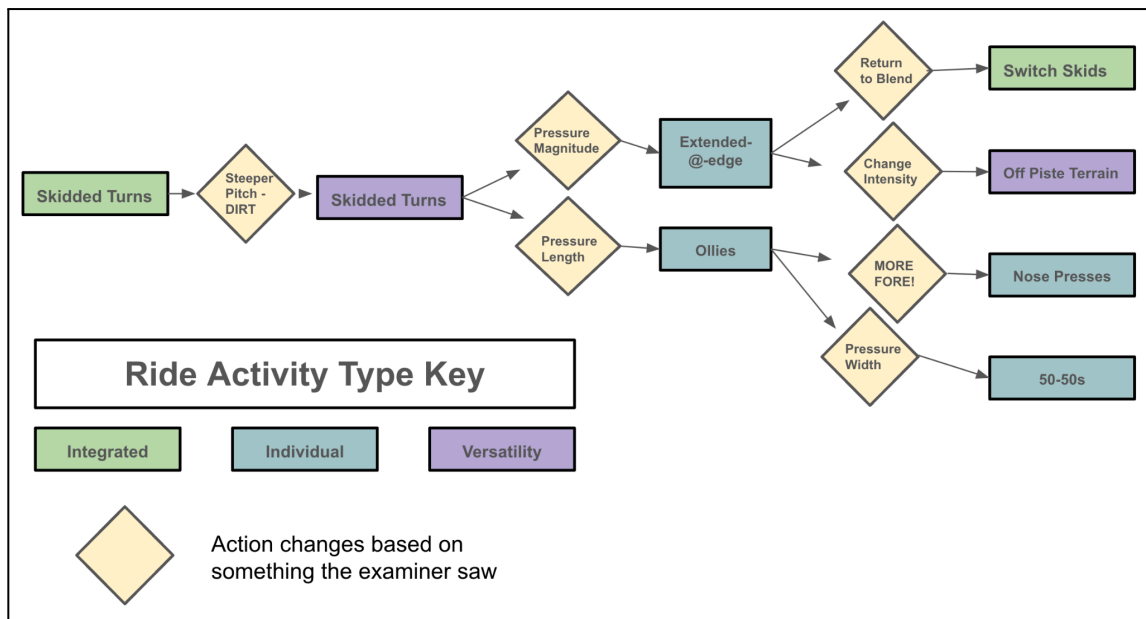 Skidded Turns
Steeper
Pitch -
DIRT
Skidded Turns
Pressure
Magnitude
Extended-
@-edge
Return
to Blend
Switch Skids
Change
Intensity
Off Piste Terrain
Pressure
Length
Ollies
MORE
FORE!
Nose Presses
Pressure
Width
50-50s
Ride Activity Type Key
Integrated
Individual
Versatility
Action changes based on
something the examiner saw